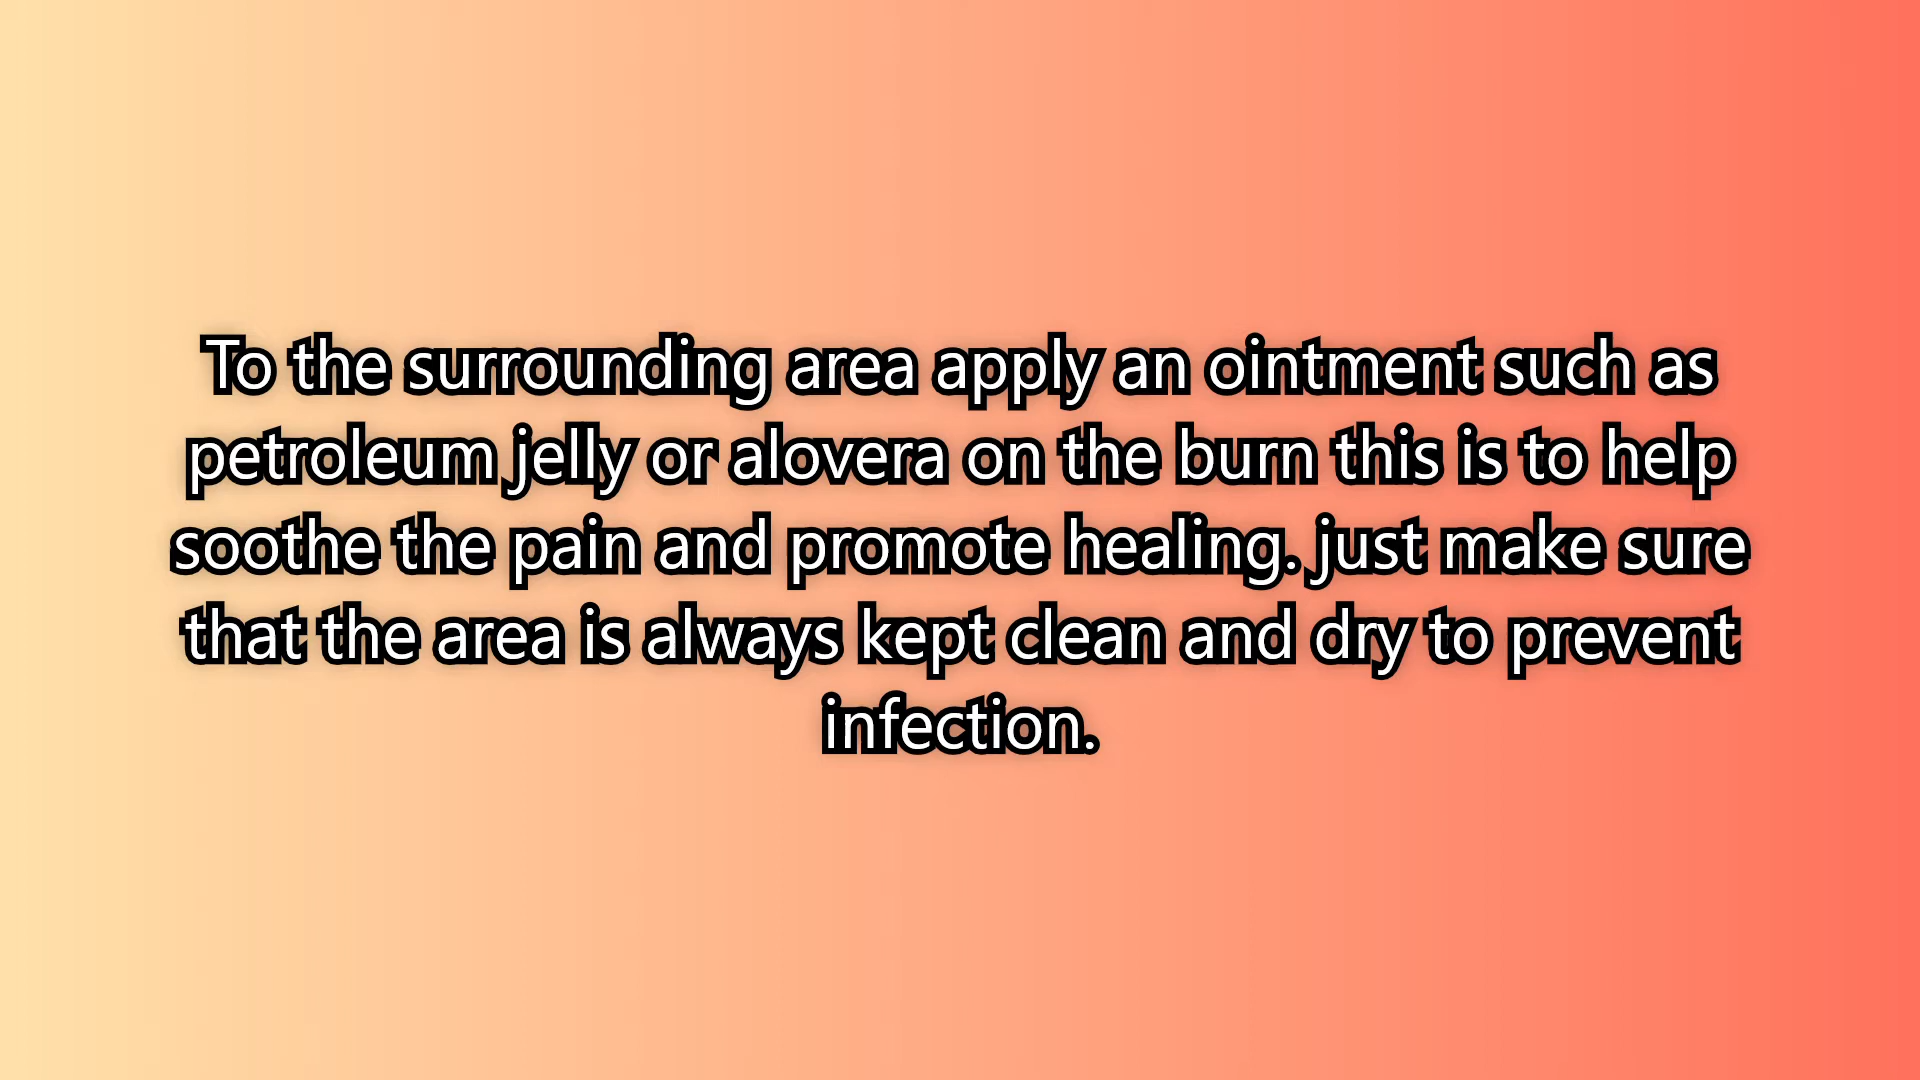 To the surrounding area apply an ointment such as
petroleum jelly or alovera on the burn this is to help
soothe the pain and promote healing. just make sure
that the area is always kept clean and dry to prevent
infection.